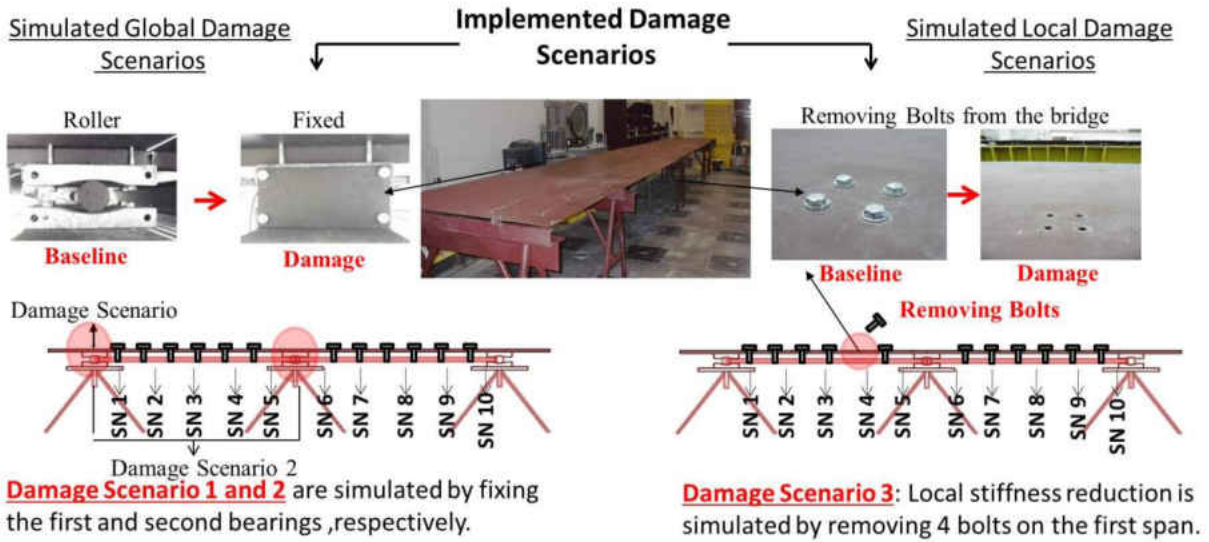 Implemented Damage
Scenarios
Simulated Global Damage
Scenarios
Simulated Local Damage
Scenarios
Roller
Fixed
Baseline
Damage
Removing Bolts from the bridge
Baseline
Damage
Removing Bolts
Damage Scenario
SN 1
SN 2
SN 3
SN 4
SN 5
SN 6
SN 7
SN 8
SN 9
SN 10
Damage Scenario 2
Damage Scenario 1 and 2 are simulated by fixing
the first and second bearings ,respectively.
SN 1
SN 2
SN 3
SN 4
SN 5
SN 6
SN 7
SN 8
SN 9
SN 10
Damage Scenario 3: Local stiffness reduction is
simulated by removing 4 bolts on the first span.